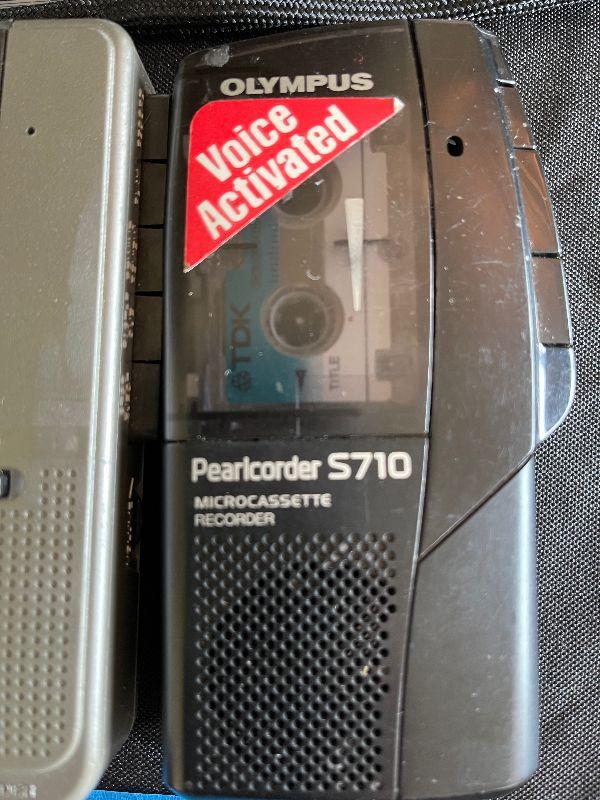 OLYMPUS
Voice
Activated
TDK
TITLE
Pearlcorder S710
MICROCASSETTE
RECORDER